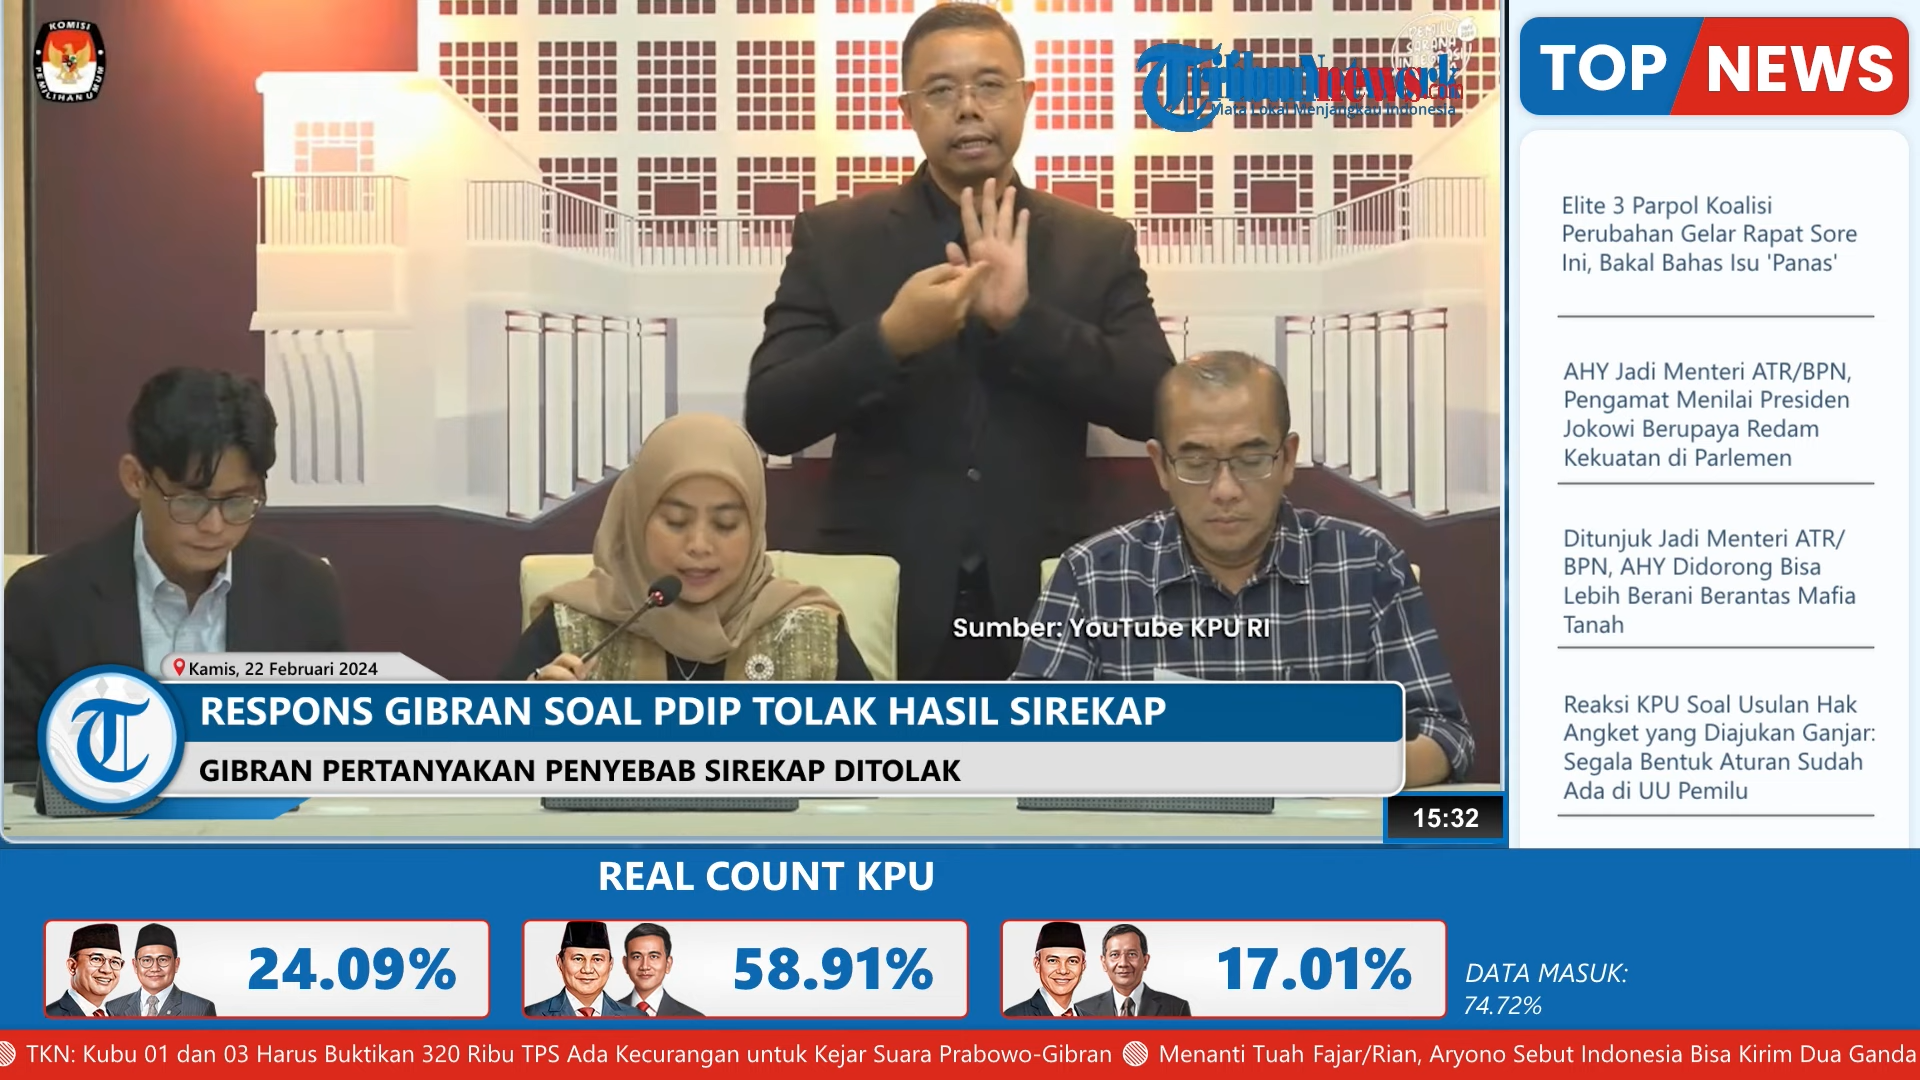 KOMISI
PEMILIHAN UMUM
Tribunnews
Mata Lokal Menjangkau Indonesia
TOP NEWS
Elite 3 Parpol Koalisi
Perubahan Gelar Rapat Sore
Ini, Bakal Bahas Isu 'Panas'
AHY Jadi Menteri ATR/BPN,
Pengamat Menilai Presiden
Jokowi Berupaya Redam
Kekuatan di Parlemen
Ditunjuk Jadi Menteri ATR/
BPN, AHY Didorong Bisa
Lebih Berani Berantas Mafia
Tanah
Reaksi KPU Soal Usulan Hak
Angket yang Diajukan Ganjar:
Segala Bentuk Aturan Sudah
Ada di UU Pemilu
Sumber: YouTube KPU RI
Kamis, 22 Februari 2024
RESPONS GIBRAN SOAL PDIP TOLAK HASIL SIREKAP
GIBRAN PERTANYAKAN PENYEBAB SIREKAP DITOLAK
15:32
REAL COUNT KPU
24.09%
58.91%
17.01%
DATA MASUK:
74.72%
TKN: Kubu 01 dan 03 Harus Buktikan 320 Ribu TPS Ada Kecurangan untuk Kejar Suara Prabowo-Gibran Menanti Tuah Fajar/Rian, Aryono Sebut Indonesia Bisa Kirim Dua Ganda